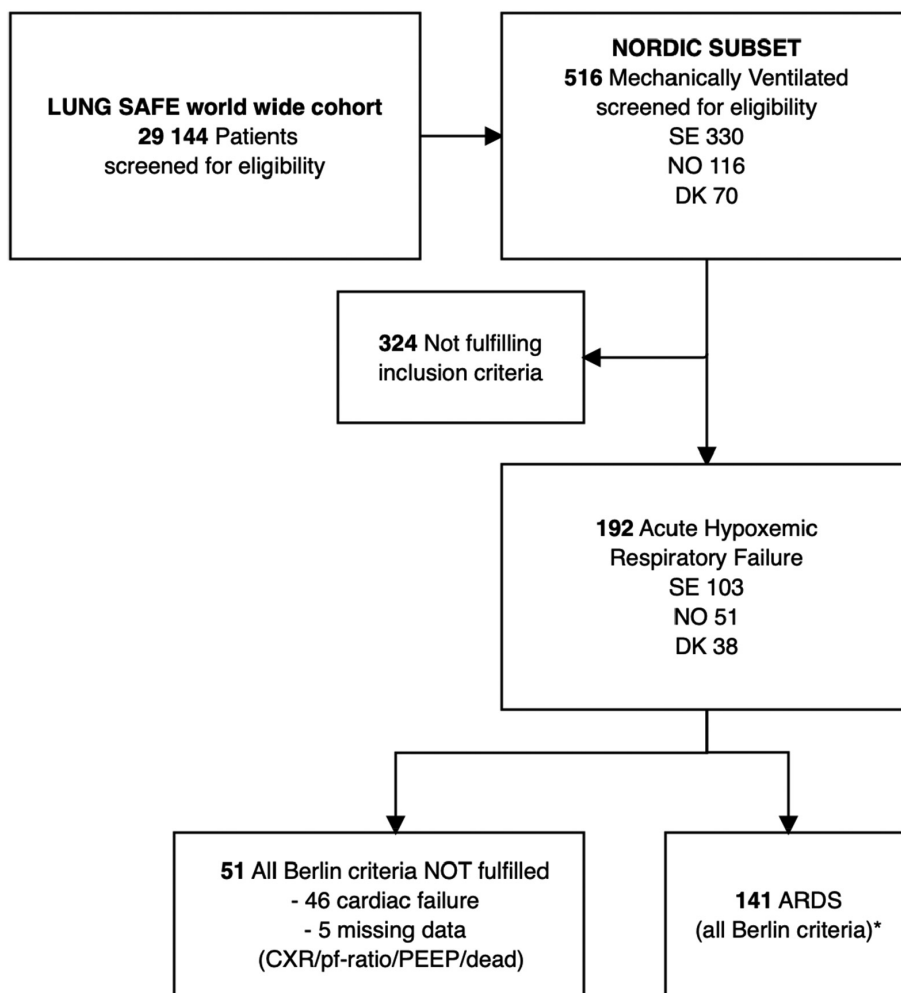 LUNG SAFE world wide cohort
29 144 Patients
screened for eligibility
NORDIC SUBSET
516 Mechanically Ventilated
screened for eligibility
SE 330
NO 116
DK 70
324 Not fulfilling
inclusion criteria
192 Acute Hypoxemic
Respiratory Failure
SE 103
NO 51
DK 38
51 All Berlin criteria NOT fulfilled
- 46 cardiac failure
- 5 missing data
(CXR/pf-ratio/PEEP/dead)
141 ARDS
(all Berlin criteria)*